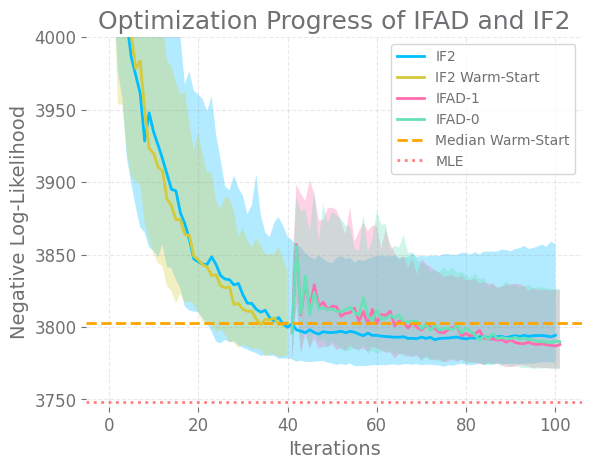 Optimization Progress of IFAD and IF2
Negative Log-Likelihood
4000
3950
3900
3850
3800
3750
IF2
IF2 Warm-Start
IFAD-1
IFAD-0
Median Warm-Start
MLE
0 20 40 60 80 100
Iterations